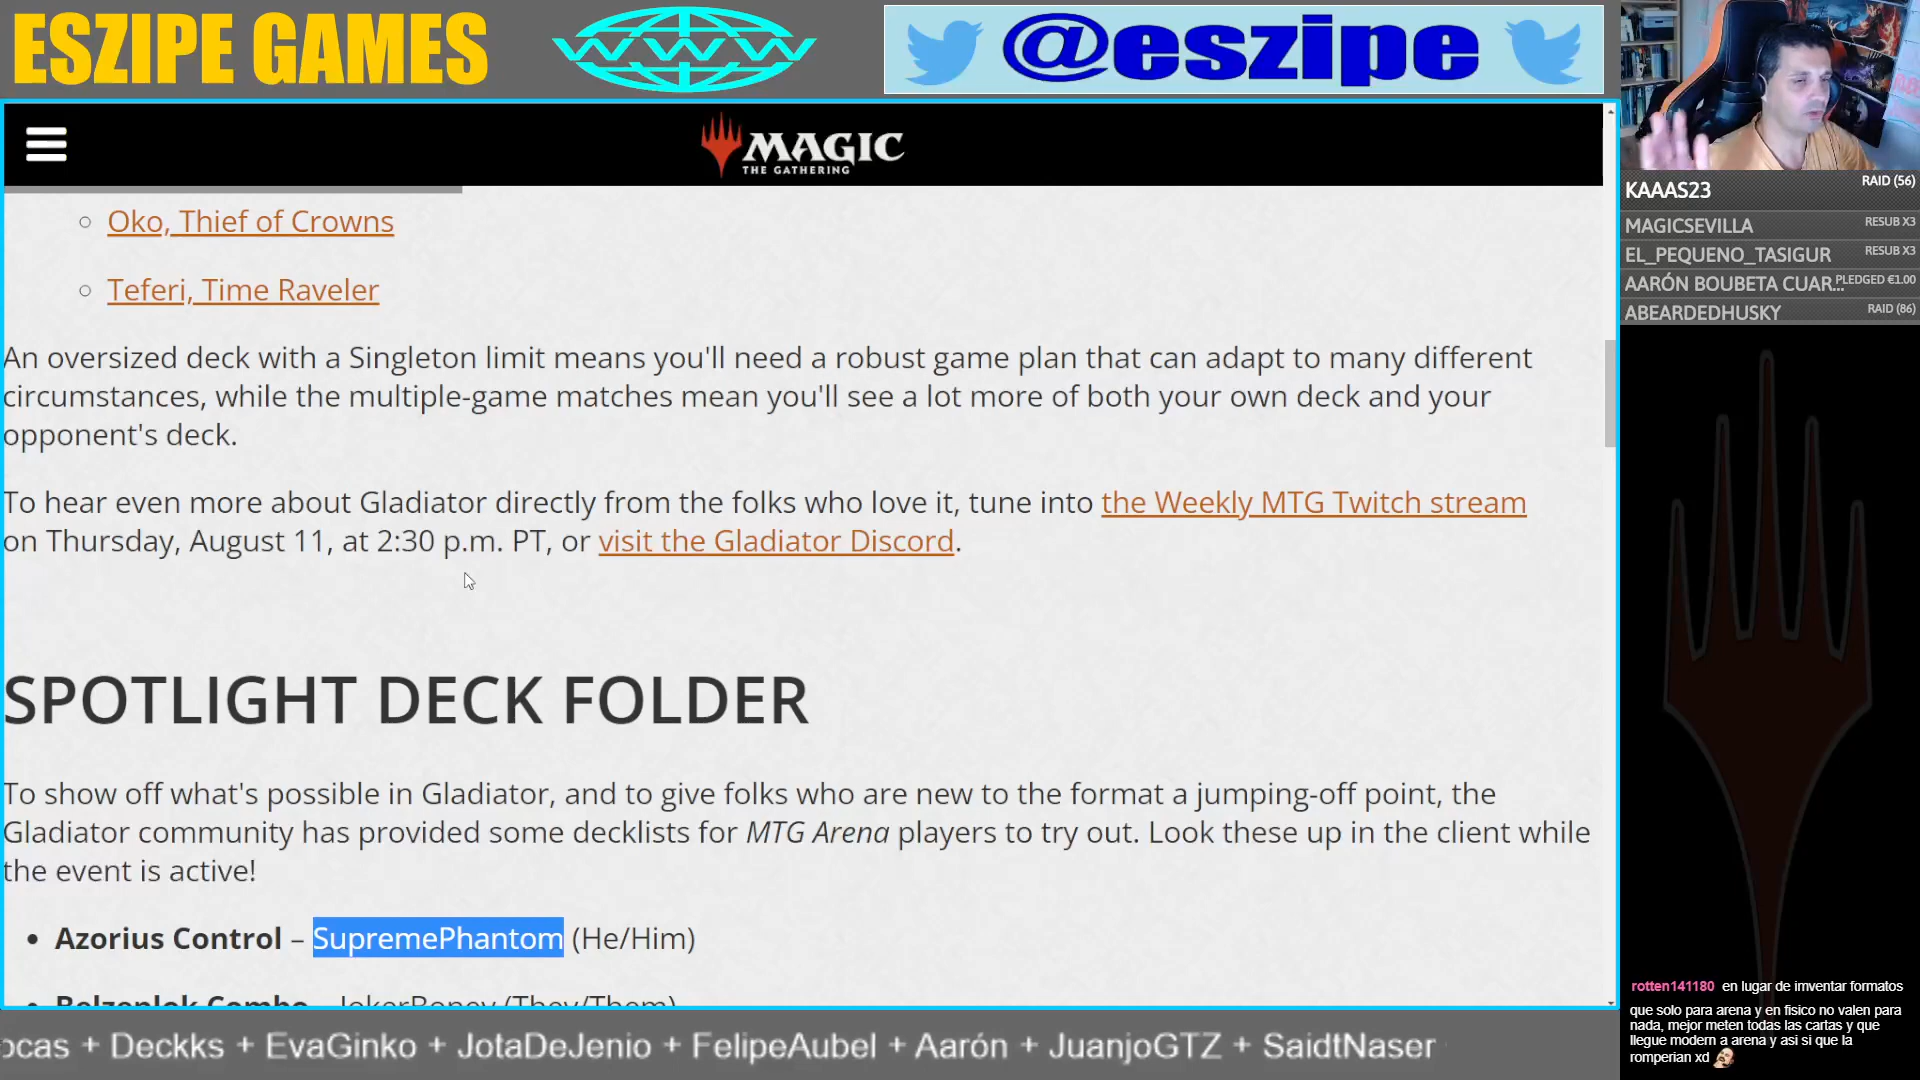 ESZIPE GAMES
WWW
@eszipe
MAGIC
THE GATHERING
Oko, Thief of Crowns
Teferi, Time Raveler
An oversized deck with a Singleton limit means you'll need a robust game plan that can adapt to many different
circumstances, while the multiple-game matches mean you'll see a lot more of both your own deck and your
opponent's deck.
To hear even more about Gladiator directly from the folks who love it, tune into the Weekly MTG Twitch stream
on Thursday, August 11, at 2:30 p.m. PT, or visit the Gladiator Discord.
SPOTLIGHT DECK FOLDER
To show off what's possible in Gladiator, and to give folks who are new to the format a jumping-off point, the
Gladiator community has provided some decklists for MTG Arena players to try out. Look these up in the client while
the event is active!
• Azorius Control – SupremePhantom (He/Him)
• Belzenlok Combo – JokerBoney (They/Them)
KAAAS23 RAID (56)
MAGICSEVILLA RESUB X3
EL_PEQUENO_TASIGUR RESUB X3
AARÓN BOUBETA CUAR... PLEDGED €1.00
ABEARDEDHUSKY RAID (86)
rotten141180 en lugar de imventar formatos
que solo para arena y en fisico no valen para
nada, mejor meten todas las cartas y que
llegue modern a arena y asi si que la
romperian xd
ocas + Deckks + EvaGinko + JotaDeJenio + FelipeAubel + Aarón + JuanjoGTZ + SaidtNaser